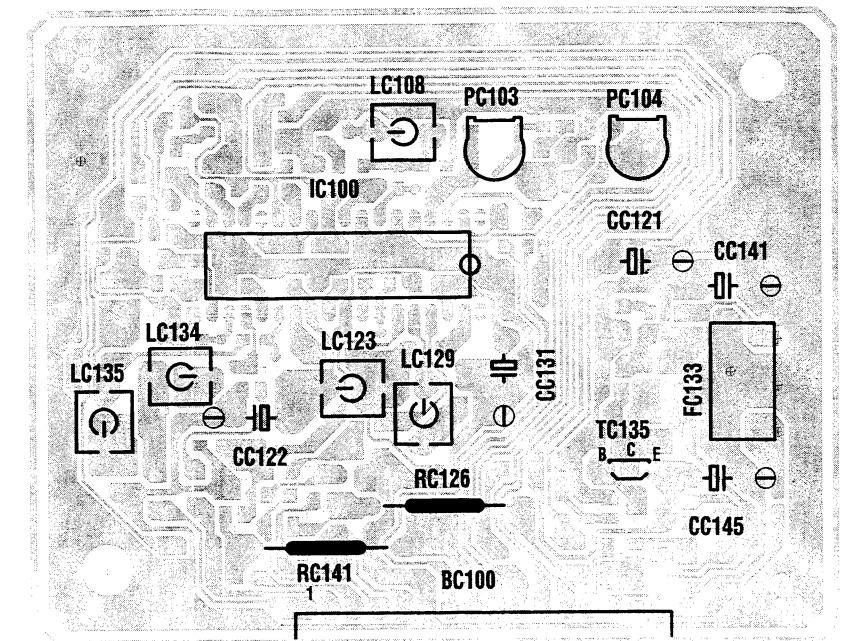 LC108
PC103
PC104
IC100
CC121
CC141
LC134
LC123
LC129
LC135
CC131
FC133
CC122
TC135
B C E
RC126
CC145
RC141
1
BC100